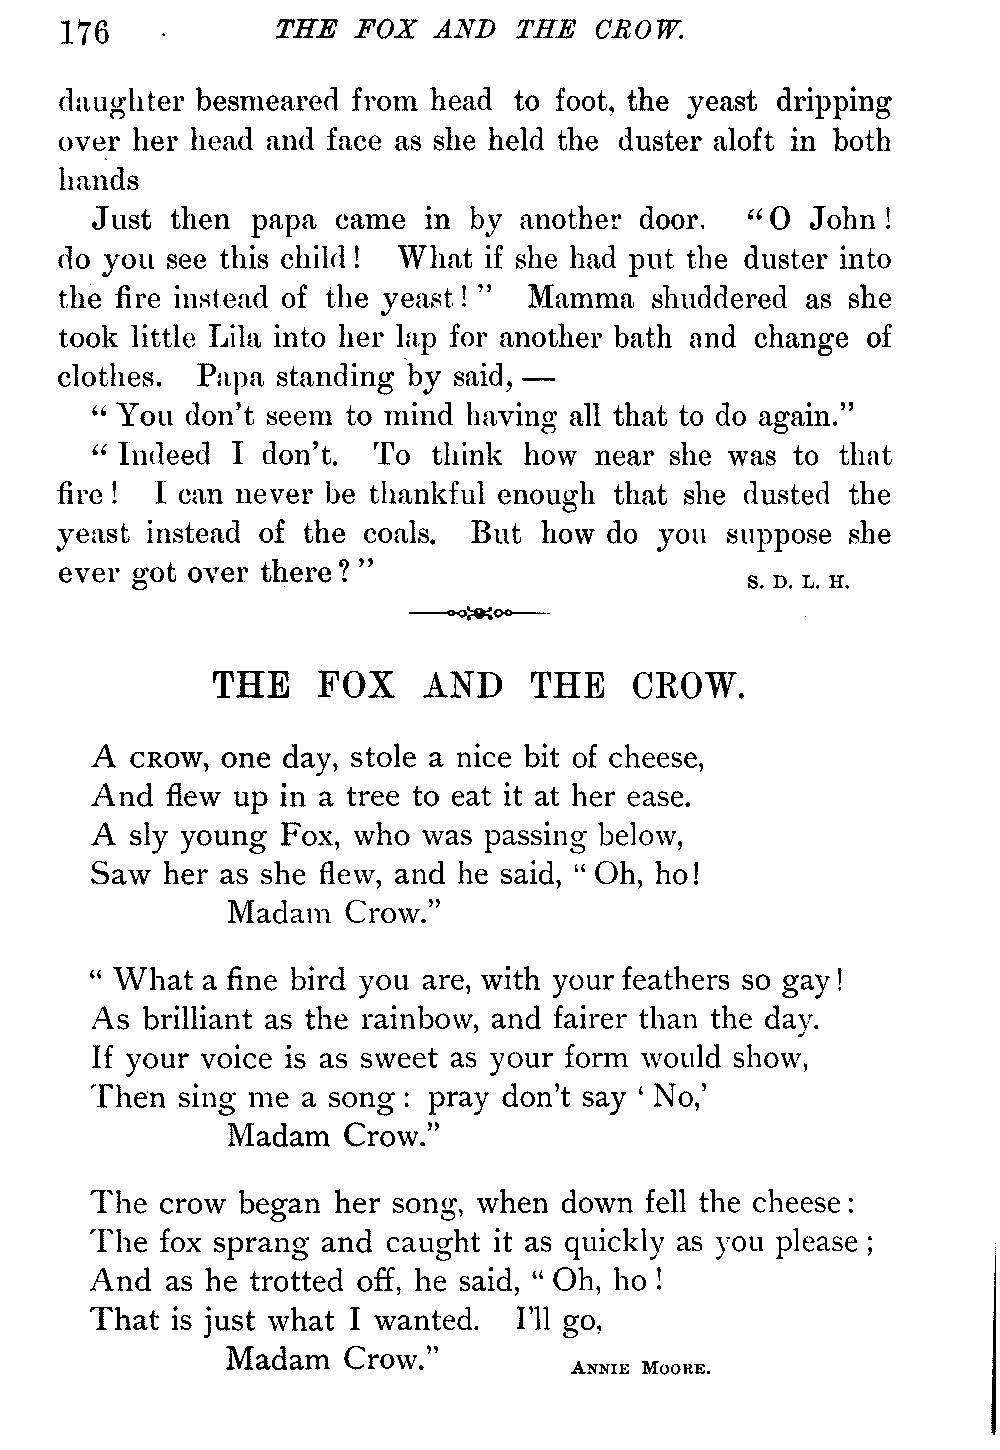 176 THE FOX AND THE CROW.
daughter besmeared from head to foot, the yeast dripping
over her head and face as she held the duster aloft in both
hands
Just then papa came in by another door. “O John!
do you see this child! What if she had put the duster into
the fire instead of the yeast!” Mamma shuddered as she
took little Lila into her lap for another bath and change of
clothes. Papa standing by said, —
“You don’t seem to mind having all that to do again.”
“Indeed I don’t. To think how near she was to that
fire! I can never be thankful enough that she dusted the
yeast instead of the coals. But how do you suppose she
ever got over there?”
S. D. L. H.
THE FOX AND THE CROW.
A CROW, one day, stole a nice bit of cheese,
And flew up in a tree to eat it at her ease.
A sly young Fox, who was passing below,
Saw her as she flew, and he said, “Oh, ho!
Madam Crow.”
“What a fine bird you are, with your feathers so gay!
As brilliant as the rainbow, and fairer than the day.
If your voice is as sweet as your form would show,
Then sing me a song: pray don’t say ‘No,’
Madam Crow.”
The crow began her song, when down fell the cheese:
The fox sprang and caught it as quickly as you please;
And as he trotted off, he said, “Oh, ho!
That is just what I wanted. I’ll go,
Madam Crow.”
ANNIE MOORE.